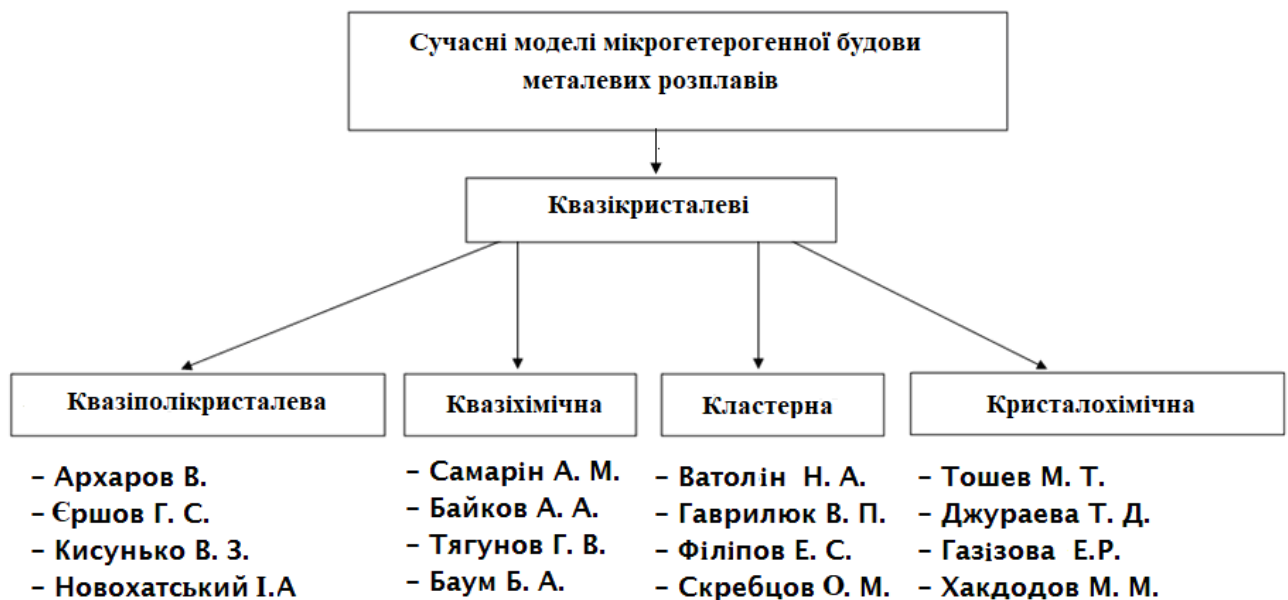 Сучасні моделі мікрогетерогенної будови
металевих розплавів
Квазікристалеві
Квазіполікристалева
Квазіхімічна
Кластерна
Кристалохімічна
– Архаров В.
– Єршов Г. С.
– Кисунько В. З.
– Новохатський І.А
– Самарін А. М.
– Байков А. А.
– Тягунов Г. В.
– Баум Б. А.
– Ватолін Н. А.
– Гаврилюк В. П.
– Філіпов Е. С.
– Скребцов О. М.
– Тошев М. Т.
– Джураева Т. Д.
– Газізова Е.Р.
– Хакдодов М. М.